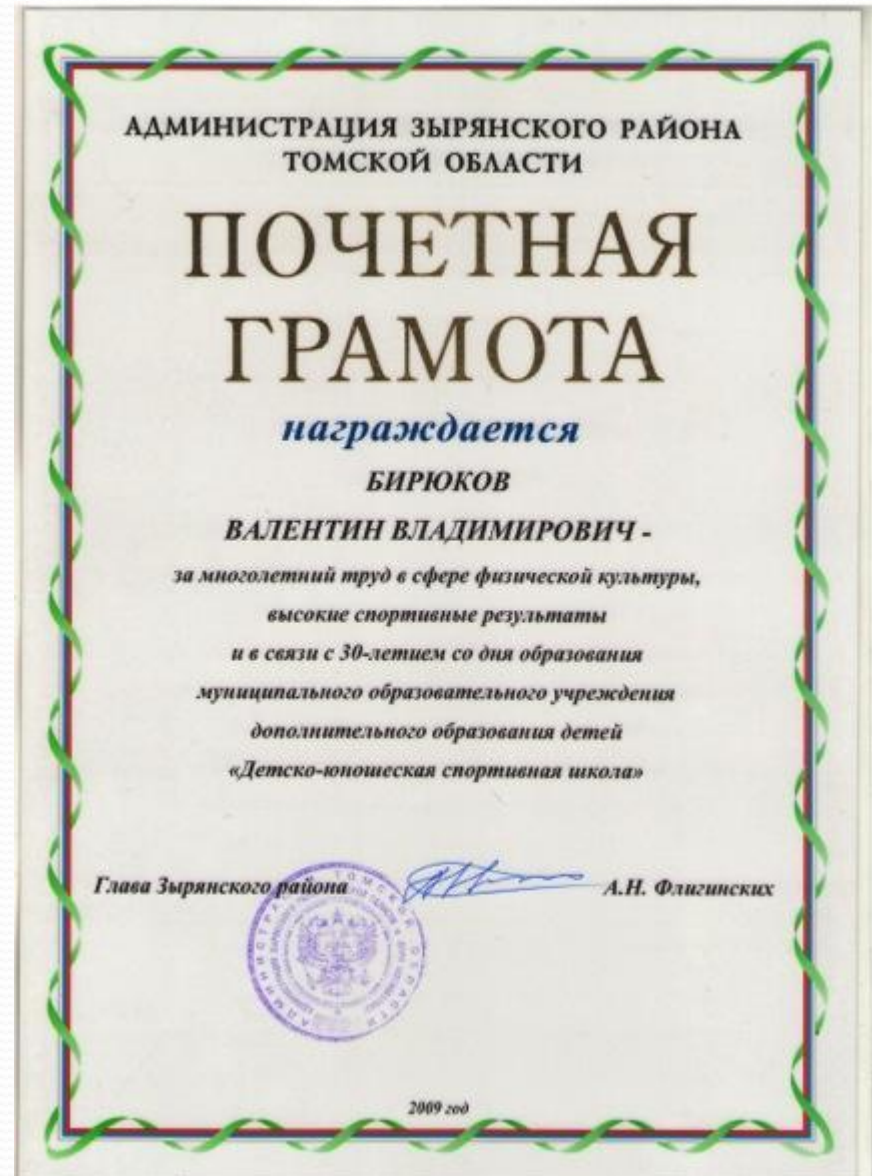 АДМИНИСТРАЦИЯ ЗЫРЯНСКОГО РАЙОНА
ТОМСКОЙ ОБЛАСТИ
ПОЧЕТНАЯ
ГРАМОТА
награждается
БИРЮКОВ
ВАЛЕНТИН ВЛАДИМИРОВИЧ -
за многолетний труд в сфере физической культуры,
высокие спортивные результаты
и в связи с 30-летием со дня образования
муниципального образовательного учреждения
дополнительного образования детей
«Детско-юношеская спортивная школа»
Глава Зырянского района А.Н. Флигинских
ТОМСКОЙ ОБЛАСТИ
2009 год